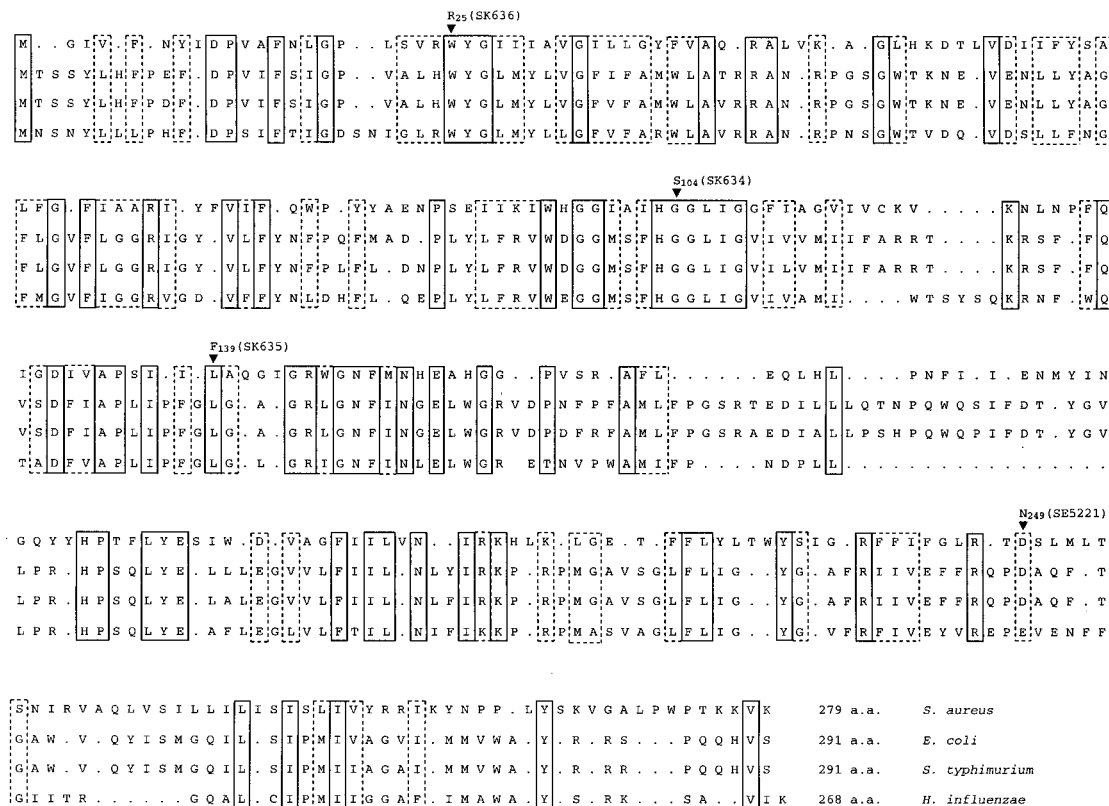 R25(SK636)
M . . G I V . F . N Y I D P V A F N L G P . . L S V R W Y G I I I A V G I L L G Y F V A Q . R A L V K . A . G L H K D T L V D I I F Y S A
M T S S Y L H F P E F . D P V I F S I G P . . V A L H W Y G L M Y L V G F I F A M W L A T R R A N . R P G S G W T K N E . V E N L L Y A G
M T S S Y L H F P D F . D P V I F S I G P . . V A L H W Y G L M Y L V G F V F A M W L A V R R A N . R P G S G W T K N E . V E N L L Y A G
M N S N Y L L L P H F . D P S I F T I G D S N I G L R W Y G L M Y L L G F V F A R W L A V R R A N . R P N S G W T V D Q . V D S L L F N G
S104(SK634)
L F G . F I A A R I . Y F V I F . Q W P . Y Y A E N P S E I I K I W H G G I A I H G G L I G G F I A G V I V C K V . . . . . K N L N P F Q
F L G V F L G G R I G Y . V L F Y N F P Q F M A D . P L Y L F R V W D G G M S F H G G L I G V I V V M I I F A R R T . . . . K R S F . F Q
F L G V F L G G R I G Y . V L F Y N F P L F L . D N P L Y L F R V W D G G M S F H G G L I G V I L V M I I F A R R T . . . . K R S F . F Q
F M G V F I G G R V G D . V F F Y N L D H F L . Q E P L Y L F R V W E G G M S F H G G L I G V I V A M I . . . . W T S Y S Q K R N F . W Q
F139(SK635)
I G D I V A P S I . I . L A Q G I G R W G N F M N H E A H G G . . P V S R . A F L . . . . . E Q L H L . . . . P N F I . I . E N M Y I N
V S D F I A P L I P F G L G . A . G R L G N F I N G E L W G R V D P N F P F A M L F P G S R T E D I L L L Q T N P Q W Q S I F D T . Y G V
V S D F I A P L I P F G L G . A . G R L G N F I N G E L W G R V D P D F R F A M L F P G S R A E D I A L L P S H P Q W Q P I F D T . Y G V
T A D F V A P L I P F G L G . L . G R I G N F I N L E L W G R E T N V P W A M I F P . . . . N D P L L . . . . . . . . . . . . . . . .
N249(SE5221)
G Q Y Y H P T F L Y E S I W . D . V A G F I I L V N . . I R K H L K . L G E . T . F F L Y L T W Y S I G . R F F I F G L R . T D S L M L T
L P R . H P S Q L Y E . L L L E G V V L F I I L . N L Y I R K P . R P M G A V S G L F L I G . . Y G . A F R I I V E F F R Q P D A Q F . T
L P R . H P S Q L Y E . L A L E G V V L F I I L . N L F I R K P . R P M G A V S G L F L I G . . Y G . A F R I I V E F F R Q P D A Q F . T
L P R . H P S Q L Y E . A F L E G L V L F T I L . N I F I K K P . R P M A S V A G L F L I G . . Y G . V F R F I V E Y V R E P E V E N F F
S N I R V A Q L V S I L L I L I S I S L I V Y R R I K Y N P P . L Y S K V G A L P W P T K K V K 279 a.a. S. aureus
G A W . V . Q Y I S M G Q I L . S I P M I V A G V I . M M V W A . Y . R . R S . . . P Q Q H V S 291 a.a. E. coli
G A W . V . Q Y I S M G Q I L . S I P M I I A G A I . M M V W A . Y . R . R R . . . P Q Q H V S 291 a.a. S. typhimurium
G I I T R . . . . . . G Q A L . C I P M I I G G A F . I M A W A . Y . S . R K . . . S A . . V I K 268 a.a. H. influenzae